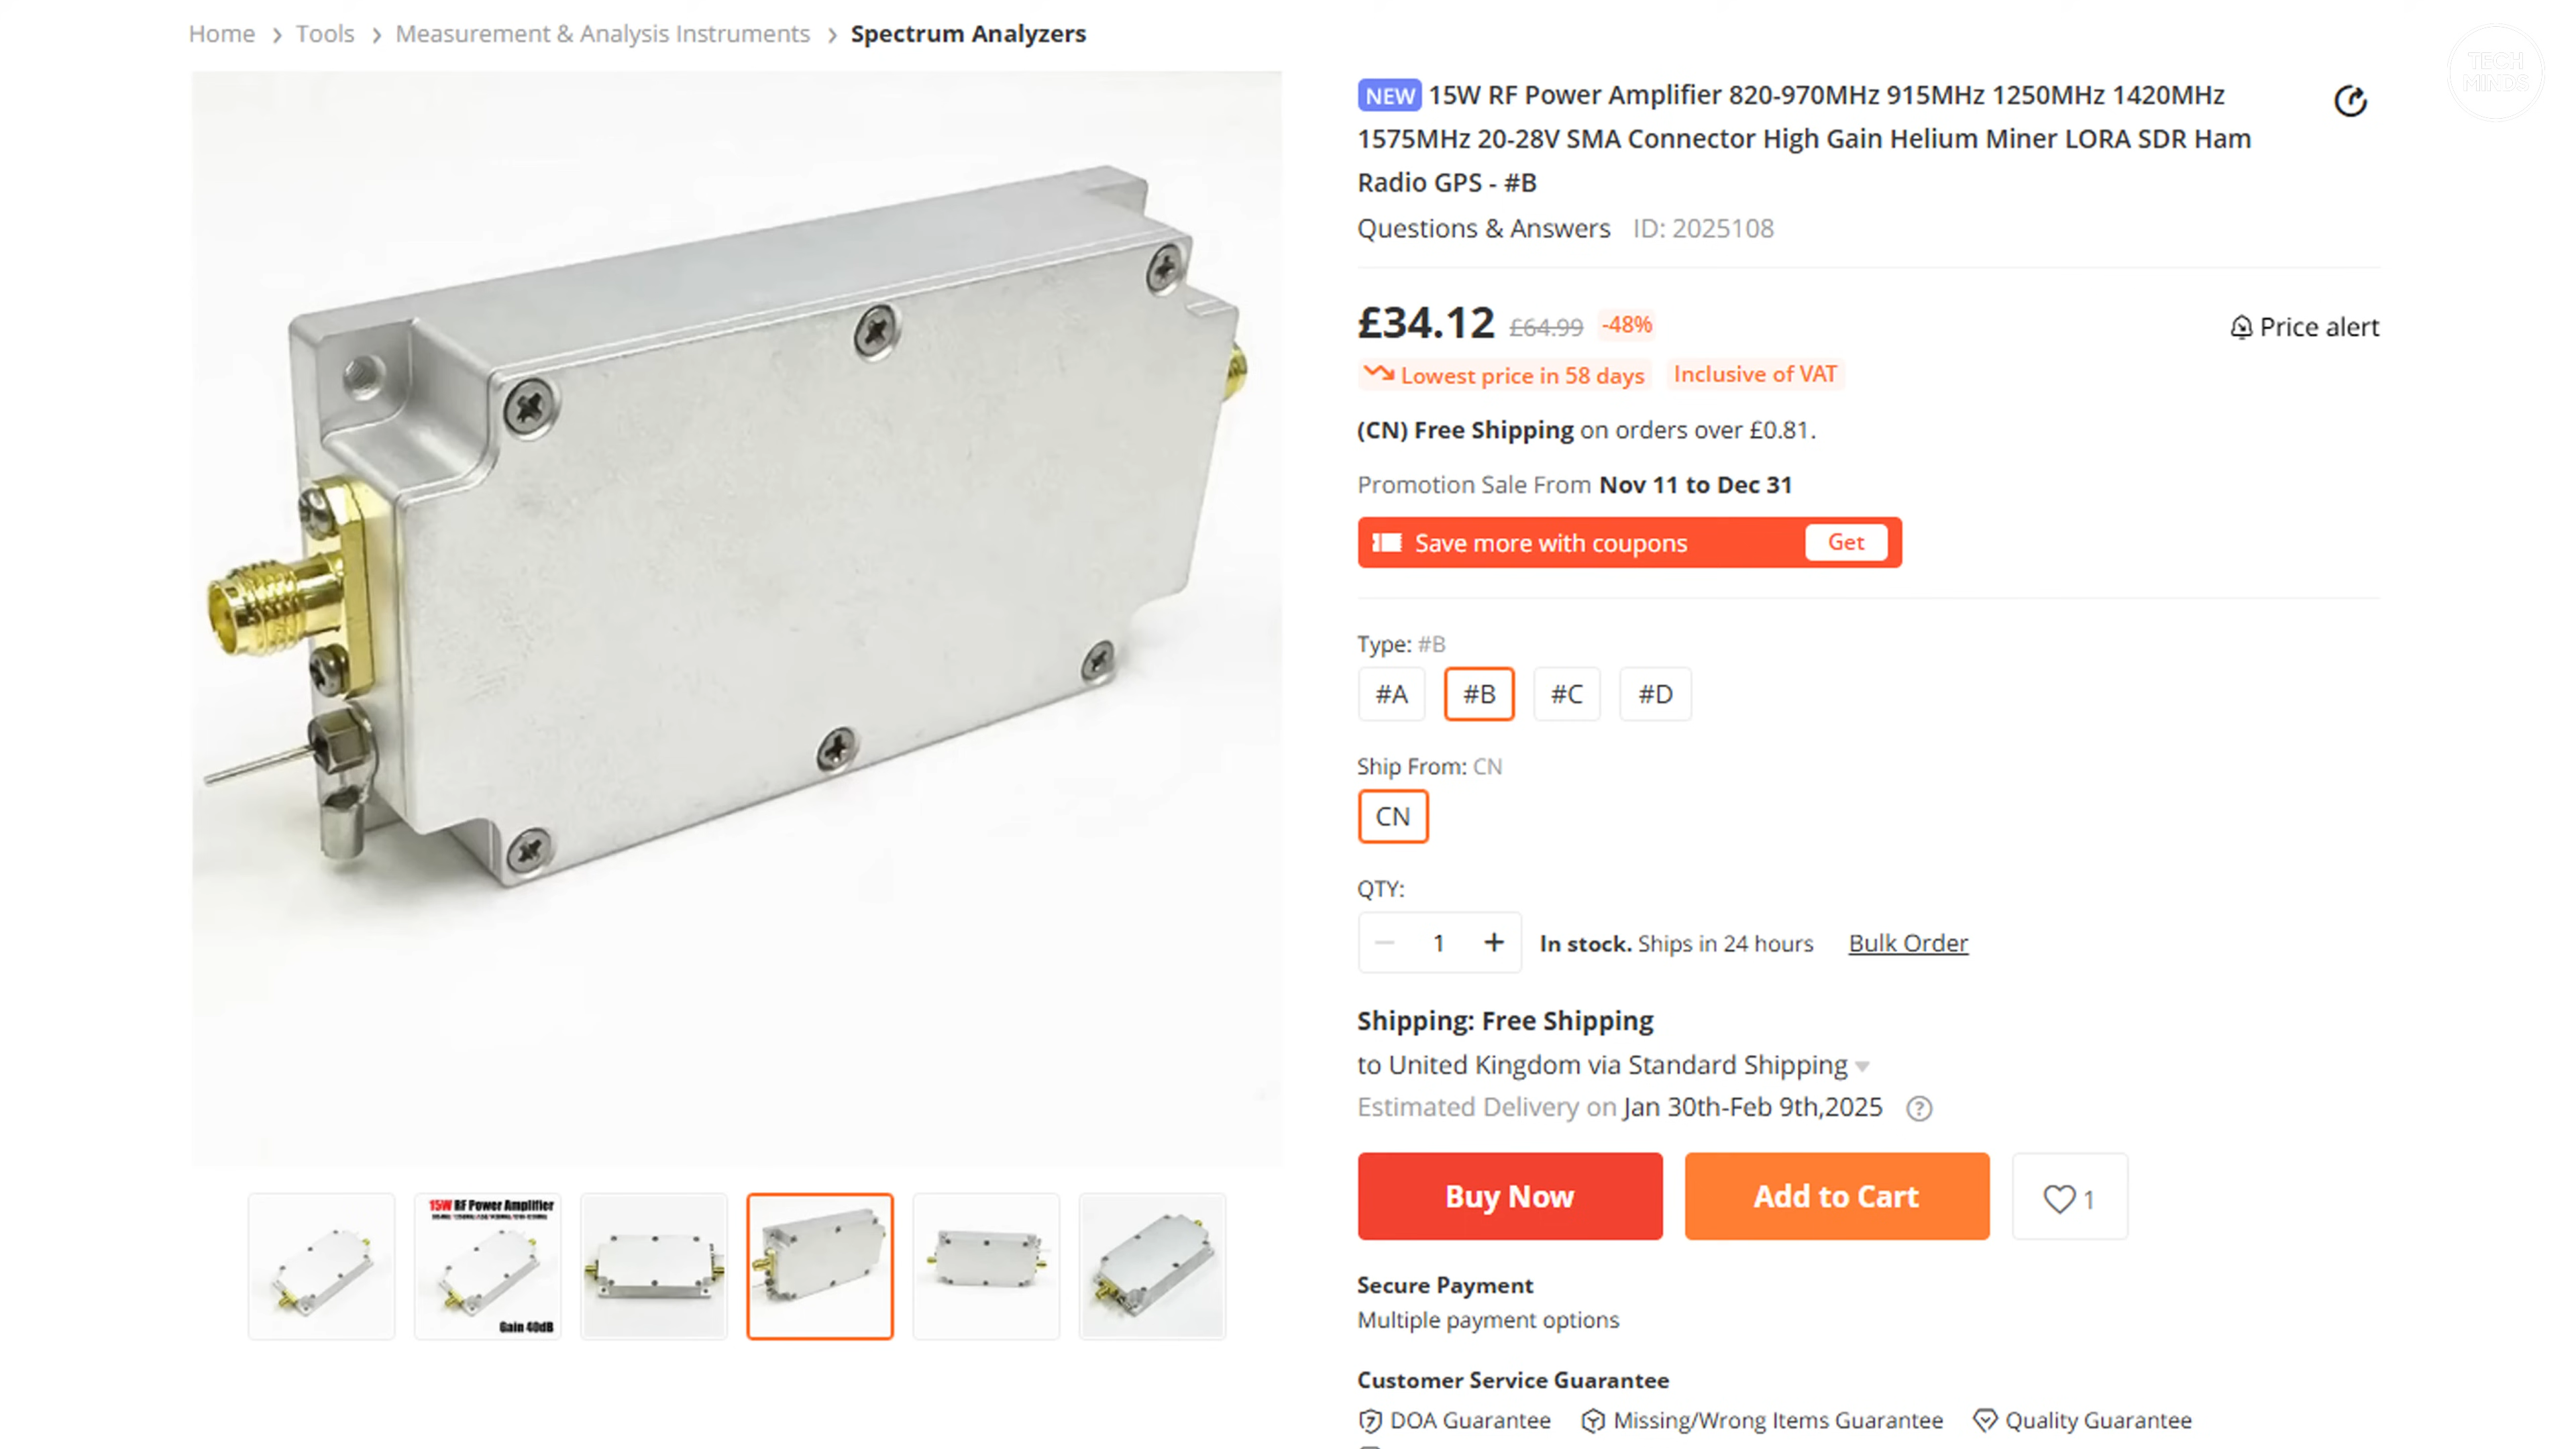 Home > Tools > Measurement & Analysis Instruments > Spectrum Analyzers
TECH
MINDS
NEW 15W RF Power Amplifier 820-970MHz 915MHz 1250MHz 1420MHz
1575MHz 20-28V SMA Connector High Gain Helium Miner LORA SDR Ham
Radio GPS - #B
Questions & Answers ID: 2025108
£34.12 £64.99 -48%
Price alert
Lowest price in 58 days Inclusive of VAT
(CN) Free Shipping on orders over £0.81.
Promotion Sale From Nov 11 to Dec 31
Save more with coupons Get
Type: #B
#A #B #C #D
Ship From: CN
CN
QTY:
1 + In stock. Ships in 24 hours Bulk Order
Shipping: Free Shipping
to United Kingdom via Standard Shipping
Estimated Delivery on Jan 30th-Feb 9th,2025
Buy Now Add to Cart 1
15W RF Power Amplifier
Gain 40dB
Secure Payment
Multiple payment options
Customer Service Guarantee
DOA Guarantee Missing/Wrong Items Guarantee Quality Guarantee